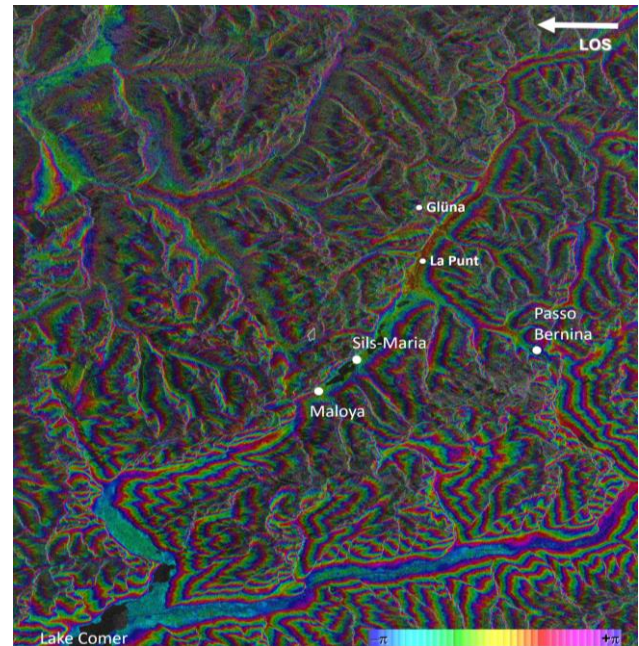 LOS
Glüna
La Punt
Passo
Bernina
Sils-Maria
Maloya
Lake Comer
-π +π